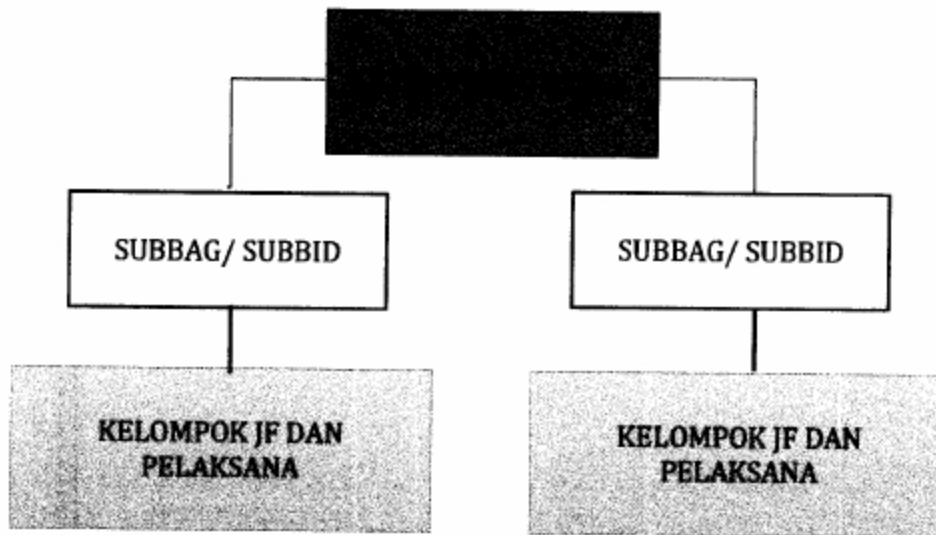 SUBBAG/ SUBBID
SUBBAG/ SUBBID
KELOMPOK JF DAN
PELAKSANA
KELOMPOK JF DAN
PELAKSANA